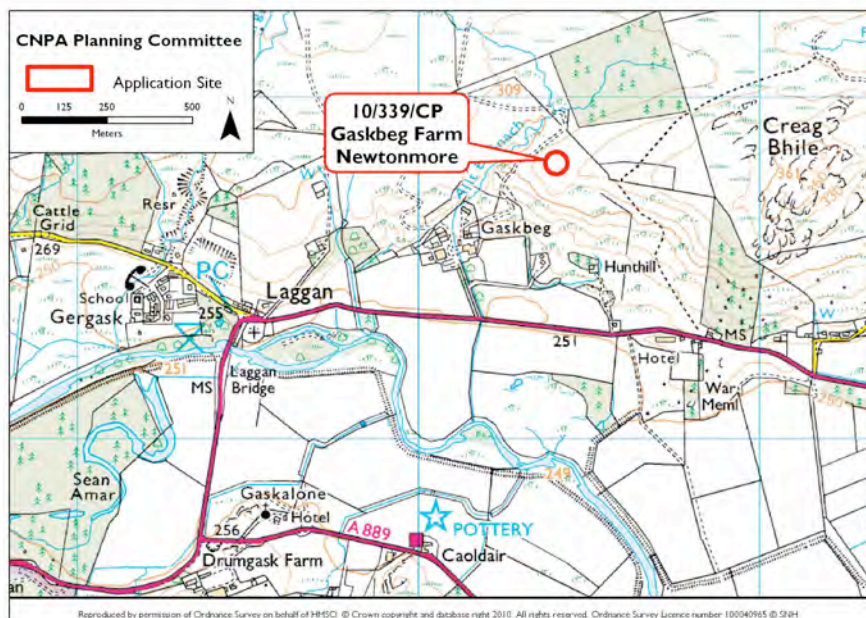 CNPA Planning Committee
Application Site
0 125 250 500
Meters
N
10/339/CP
Gaskbeg Farm
Newtonmore
309
Creag
Bhile
361
Resr
W
Cattle
Grid
269
Gaskbeg
PC
Hunthill
School
Laggan
Gergask
255
MS
W
251
251
Hotel
Laggan
Bridge
MS
War
Meml
249
Sean
Amar
Gaskalone
Hotel
POTTERY
256
A 889
Drumgask Farm
Caoldair
an
Reproduced by permission of Ordnance Survey on behalf of HMSO. © Crown copyright and database right 2010. All rights reserved. Ordnance Survey Licence number 100040965 © SNH